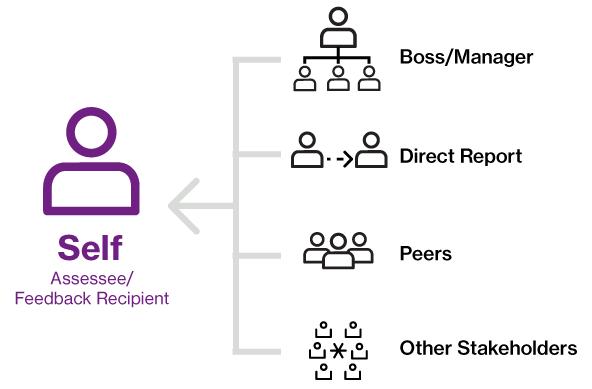 Boss/Manager
Direct Report
Self
Assessee/
Feedback Recipient
Peers
Other Stakeholders